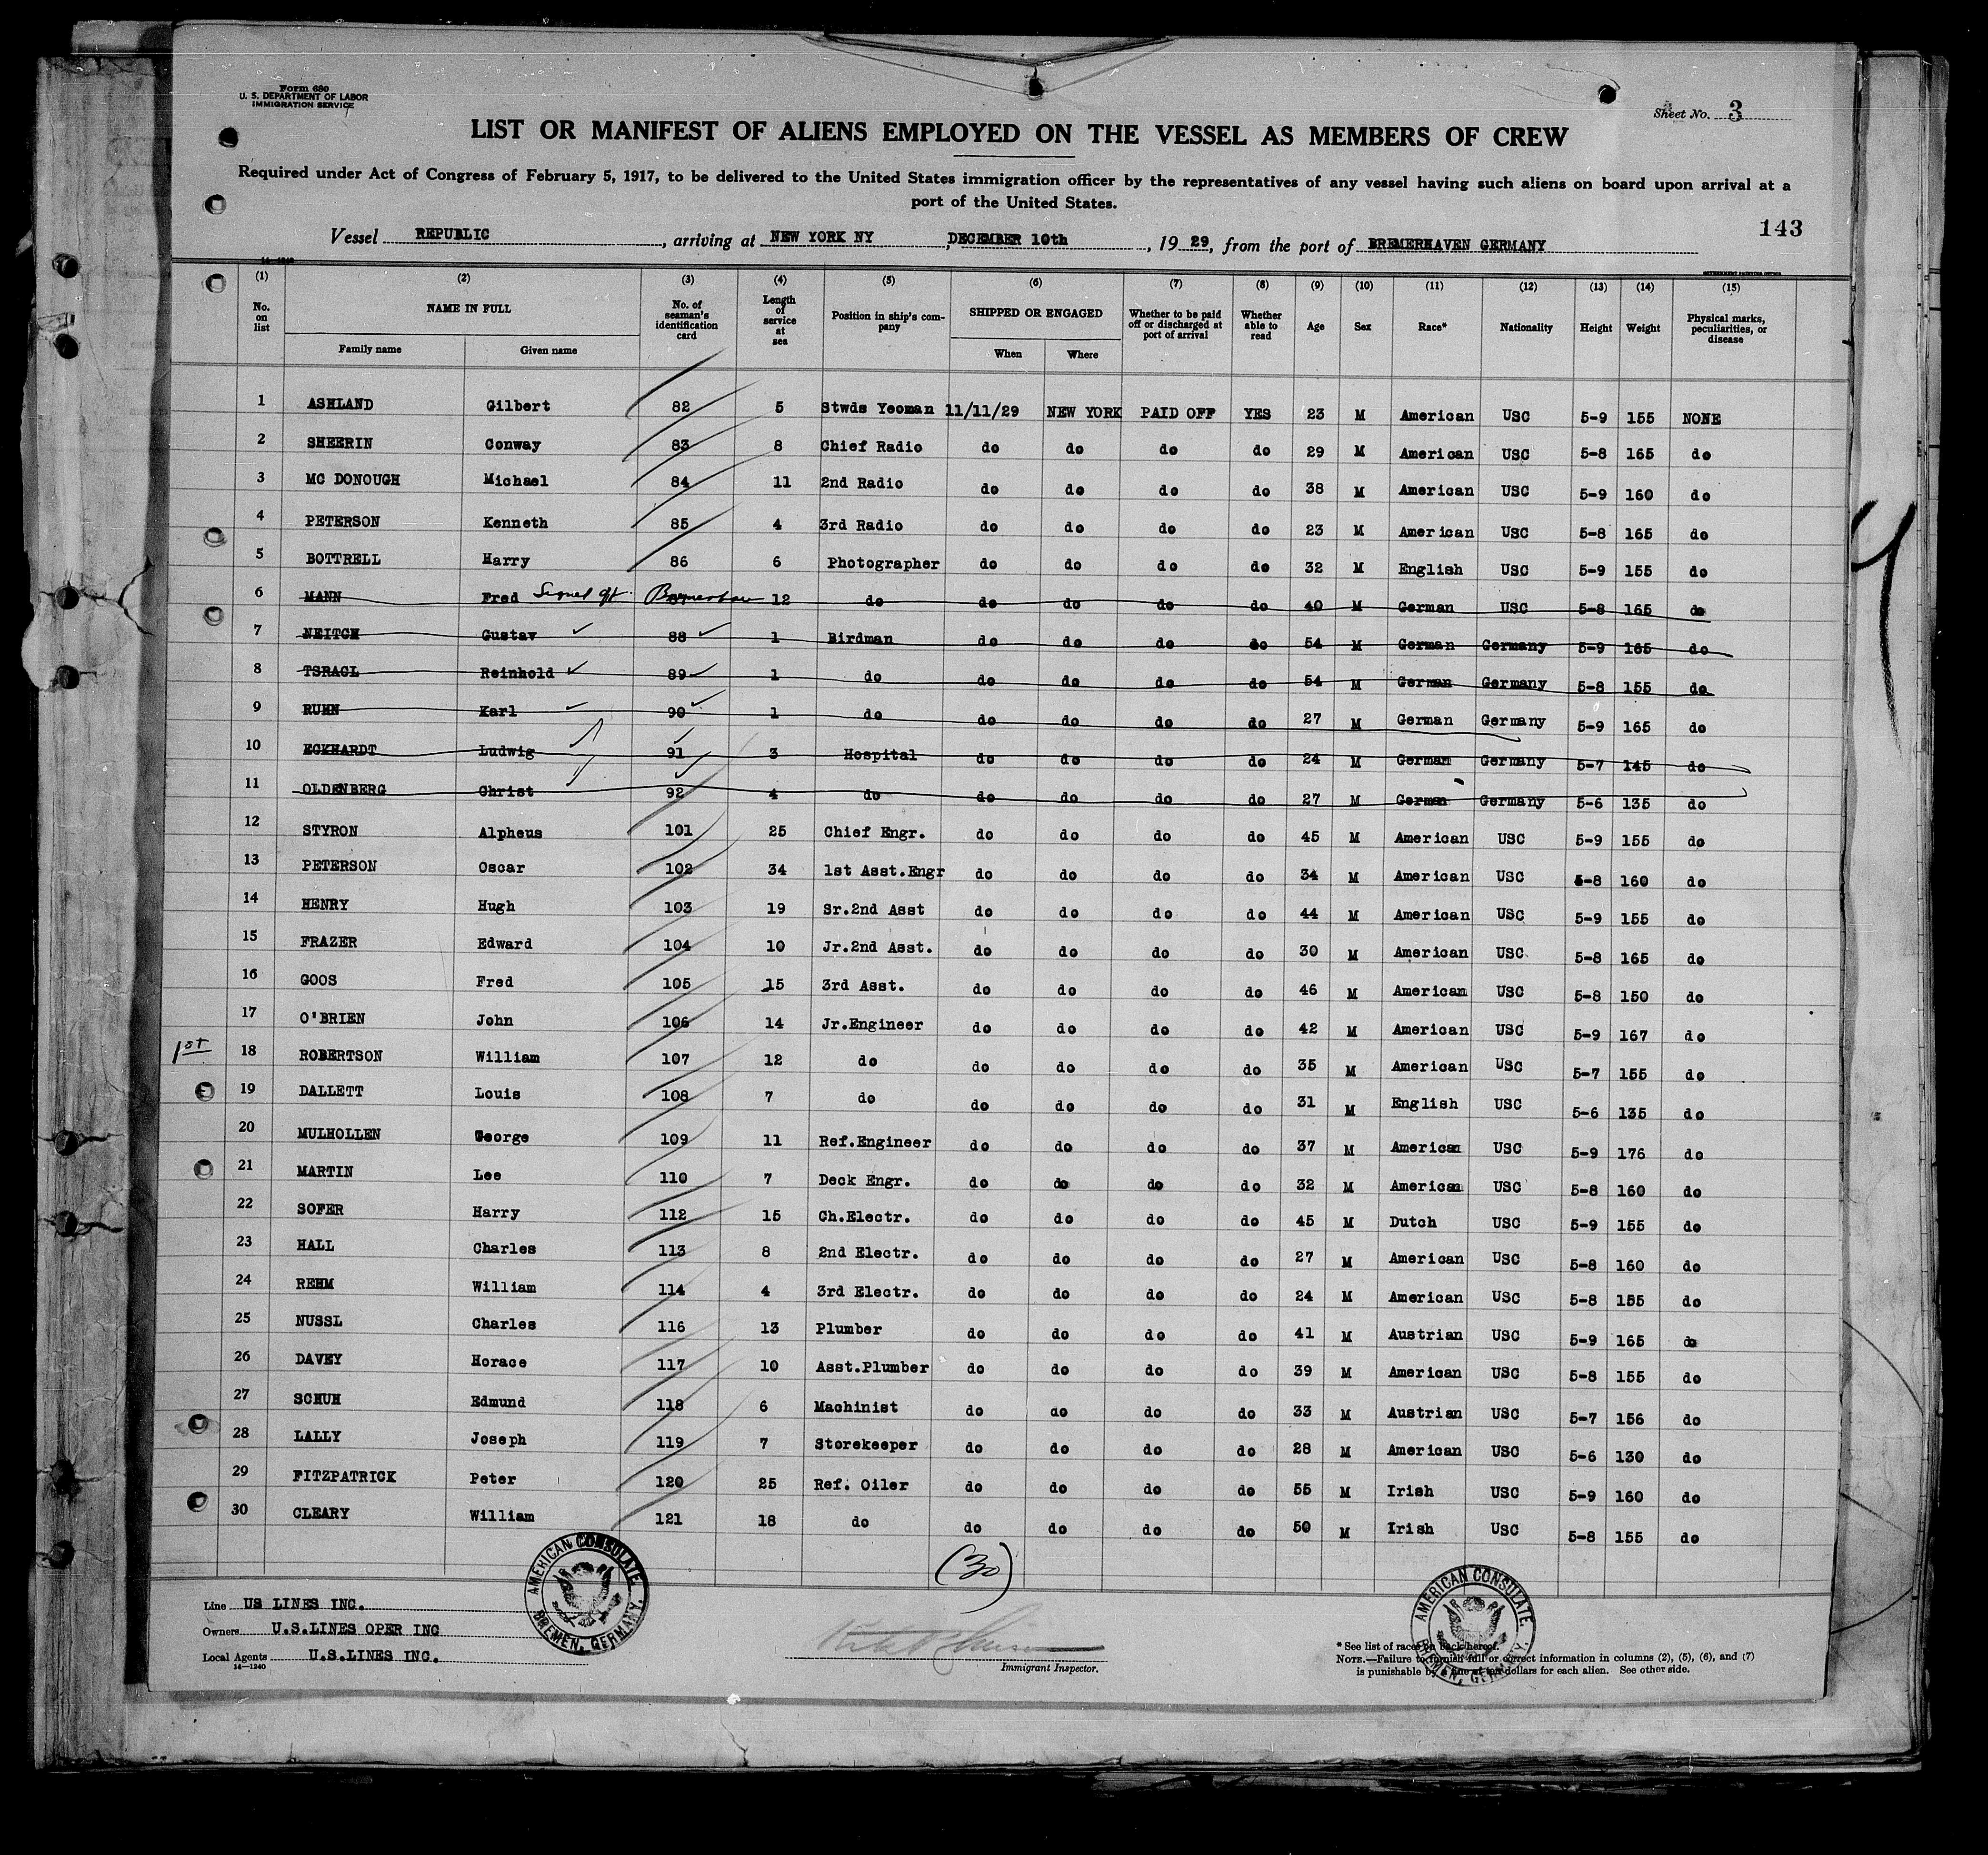 Form 680
U. S. DEPARTMENT OF LABOR
IMMIGRATION SERVICE
Sheet No. 3
LIST OR MANIFEST OF ALIENS EMPLOYED ON THE VESSEL AS MEMBERS OF CREW
Required under Act of Congress of February 5, 1917, to be delivered to the United States immigration officer by the representatives of any vessel having such aliens on board upon arrival at a
port of the United States.
143
Vessel REPUBLIC, arriving at NEW YORK NY, DECEMBER 10th, 1929, from the port of BREMERHAVEN GERMANY
14—1240 GOVERNMENT PRINTING OFFICE
(1) (2) (3) (4) (5) (6) (7) (8) (9) (10) (11) (12) (13) (14) (15)
No. on list NAME IN FULL Family name Given name No. of seaman's identification card Length of service at sea Position in ship's company SHIPPED OR ENGAGED When Where Whether to be paid off or discharged at port of arrival Whether able to read Age Sex Race* Nationality Height Weight Physical marks, peculiarities, or disease
1 ASHLAND Gilbert 82 5 Stwds Yeoman 11/11/29 NEW YORK PAID OFF YES 23 M American USC 5-9 155 NONE
2 SHEERIN Conway 83 8 Chief Radio do do do do 29 M American USC 5-8 165 do
3 MC DONOUGH Michael 84 11 2nd Radio do do do do 38 M American USC 5-9 160 do
4 PETERSON Kenneth 85 4 3rd Radio do do do do 23 M American USC 5-8 165 do
5 BOTTRELL Harry 86 6 Photographer do do do do 32 M English USC 5-9 155 do
6 MANN Fred Signed off 12 do do do do do 40 M German USC 5-8 165 do
7 NEITCH Gustav 88 1 Birdman do do do do 54 M German Germany 5-9 165 do
8 TSRACL Reinhold 89 1 do do do do do 54 M German Germany 5-8 155 do
9 RUHN Karl 90 1 do do do do do 27 M German Germany 5-9 165 do
10 ECKHARDT Ludwig 91 3 Hospital do do do do 24 M German Germany 5-7 145 do
11 OLDENBERG Christ 92 4 do do do do do 27 M German Germany 5-6 135 do
12 STYRON Alpheus 101 25 Chief Engr. do do do do 45 M American USC 5-9 155 do
13 PETERSON Oscar 102 34 1st Asst.Engr do do do do 34 M American USC 5-8 160 do
14 HENRY Hugh 103 19 Sr.2nd Asst do do do do 44 M American USC 5-9 155 do
15 FRAZER Edward 104 10 Jr.2nd Asst. do do do do 30 M American USC 5-8 165 do
16 GOOS Fred 105 15 3rd Asst. do do do do 46 M American USC 5-8 150 do
17 O'BRIEN John 106 14 Jr.Engineer do do do do 42 M American USC 5-9 167 do
1st 18 ROBERTSON William 107 12 do do do do do 35 M American USC 5-7 155 do
19 DALLETT Louis 108 7 do do do do do 31 M English USC 5-6 135 do
20 MULHOLLEN George 109 11 Ref.Engineer do do do do 37 M American USC 5-9 176 do
21 MARTIN Lee 110 7 Deck Engr. do do do do 32 M American USC 5-8 160 do
22 SOFER Harry 112 15 Ch.Electr. do do do do 45 M Dutch USC 5-9 155 do
23 HALL Charles 113 8 2nd Electr. do do do do 27 M American USC 5-8 160 do
24 REHM William 114 4 3rd Electr. do do do do 24 M American USC 5-8 155 do
25 NUSSL Charles 116 13 Plumber do do do do 41 M Austrian USC 5-9 165 do
26 DAVEY Horace 117 10 Asst.Plumber do do do do 39 M American USC 5-8 155 do
27 SCHUH Edmund 118 6 Machinist do do do do 33 M Austrian USC 5-7 156 do
28 LALLY Joseph 119 7 Storekeeper do do do do 28 M American USC 5-6 130 do
29 FITZPATRICK Peter 120 25 Ref. Oiler do do do do 55 M Irish USC 5-9 160 do
30 CLEARY William 121 18 do do do do do 50 M Irish USC 5-8 155 do
(30)
AMERICAN CONSULATE, BREMEN, GERMANY.
AMERICAN CONSULATE, BREMEN, GERMANY.
Line US LINES INC.
Owners U.S.LINES OPER INC
Local Agents U.S.LINES INC.
14—1240
Immigrant Inspector.
* See list of races on back hereof.
NOTE.—Failure to furnish full or correct information in columns (2), (5), (6), and (7)
is punishable by a fine of ten dollars for each alien. See other side.